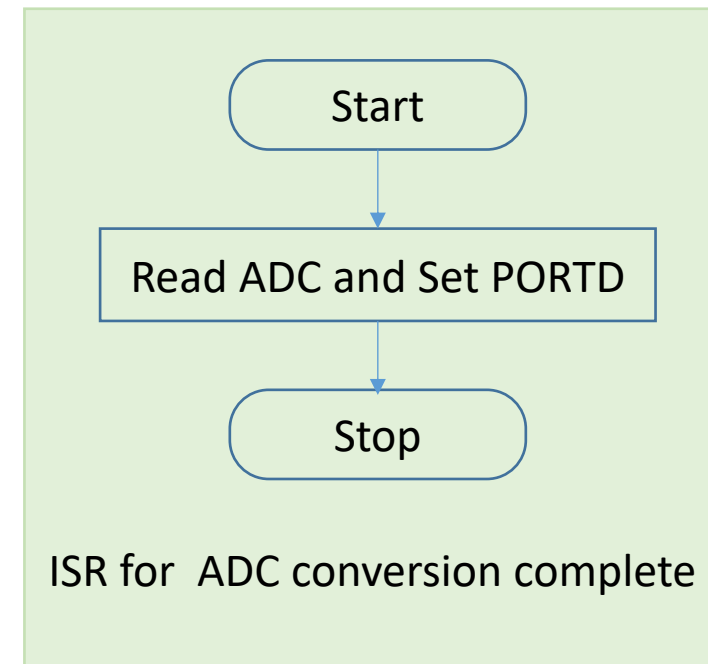 Start
Read ADC and Set PORTD
Stop
ISR for  ADC conversion complete